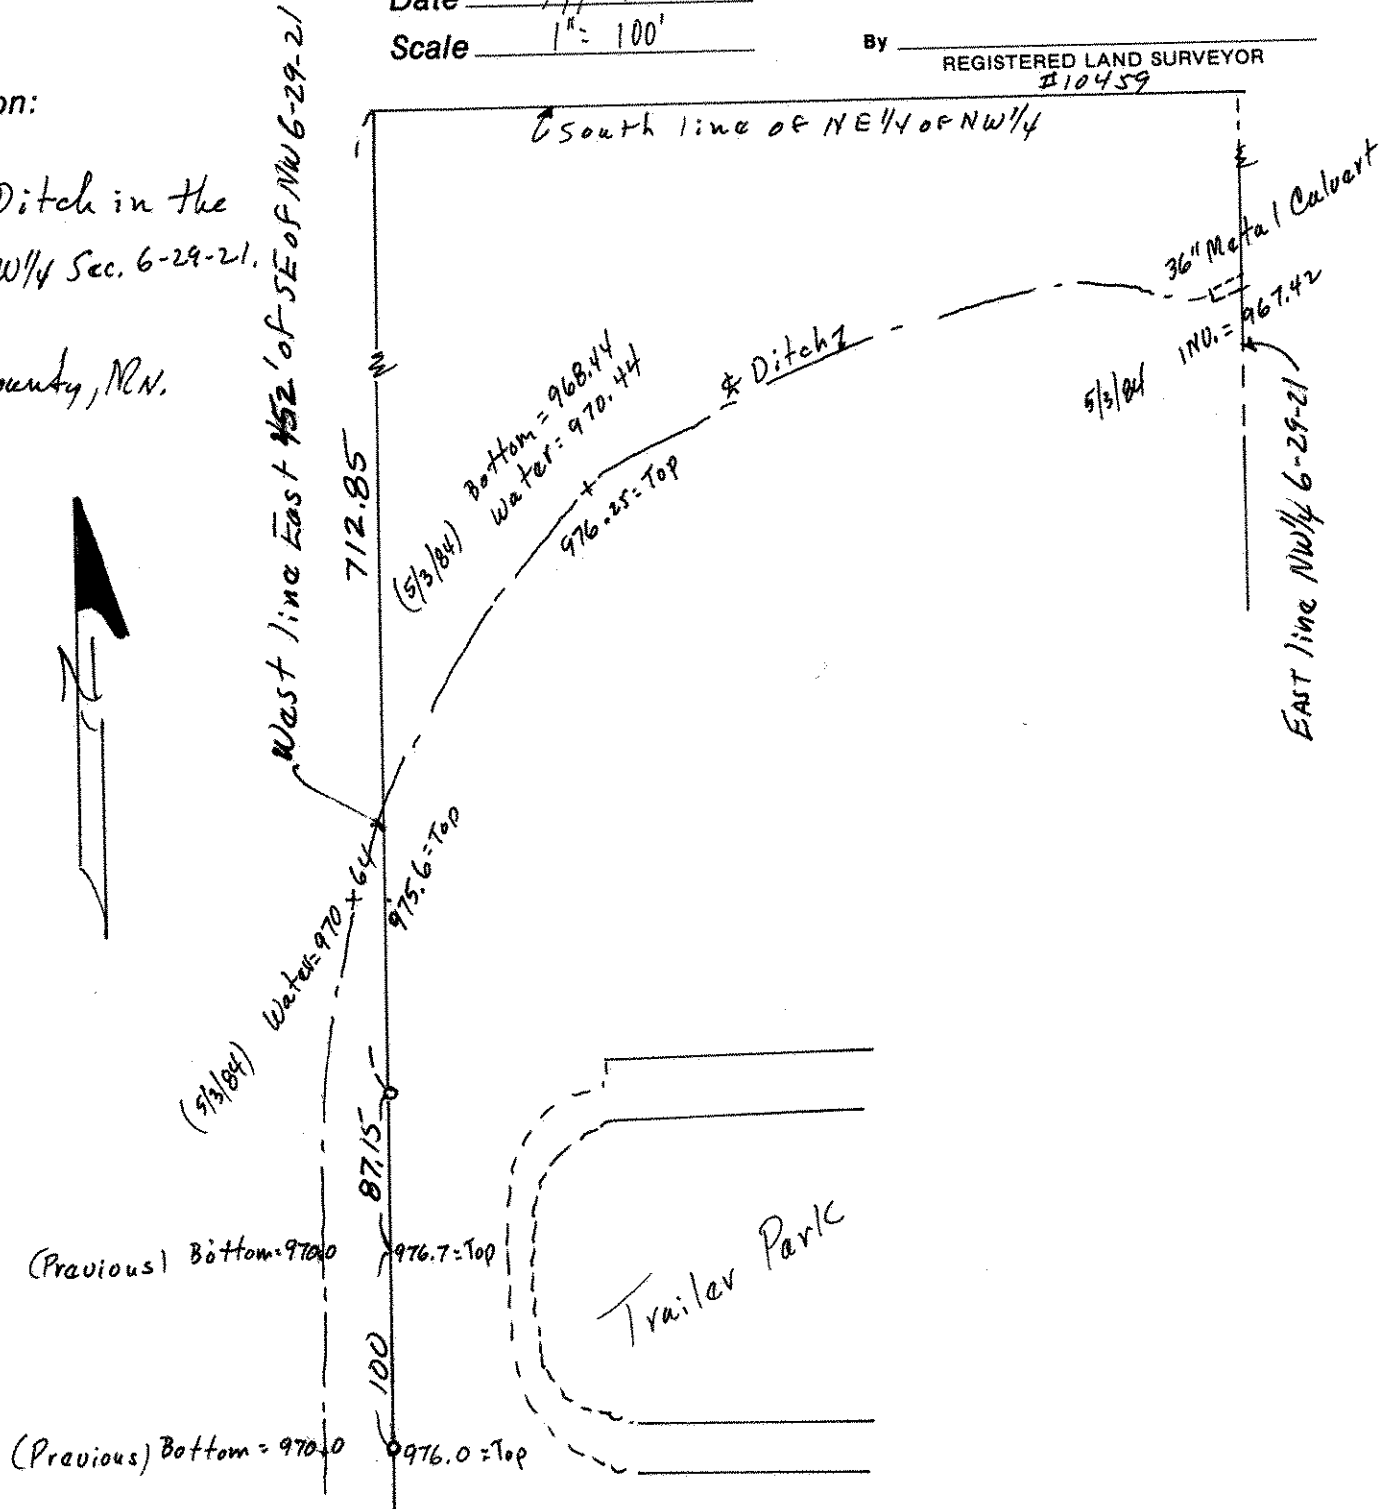 Date
Scale 1"= 100'
By
REGISTERED LAND SURVEYOR
#10459
on:
Ditch in the
W1/4 Sec. 6-29-21.
ounty, MN.
South line of NE 1/4 of NW 1/4
West line East 452' of SE of NW 6-29-21
36" Metal Culvert
INV. = 967.42
5/3/84
EAST line NW1/4 6-29-21
Ditch
712.85
(5/3/84) Bottom = 968.44
Water = 970.44
976.25 = Top
N
975.6 = Top
(5/3/84) Water = 970.64
87.15
(Previous) Bottom = 970.0
976.7 = Top
Trailer Park
100
(Previous) Bottom = 970.0
976.0 = Top